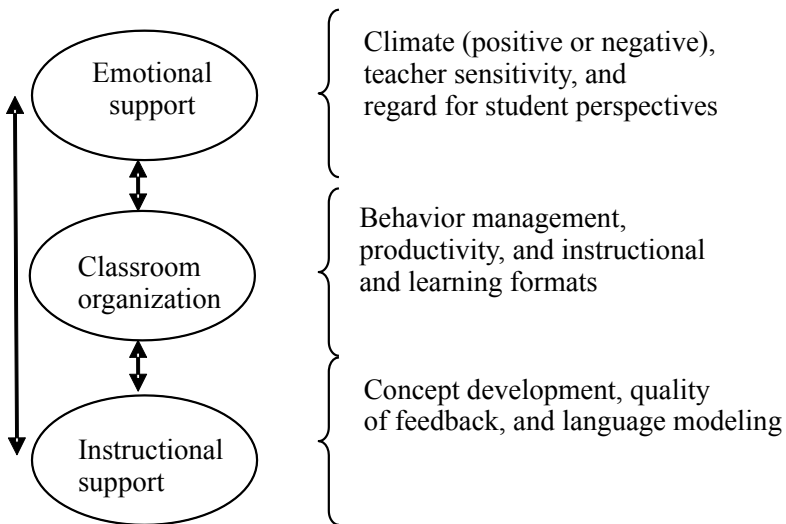 Emotional
support
Climate (positive or negative),
teacher sensitivity, and
regard for student perspectives
Classroom
organization
Behavior management,
productivity, and instructional
and learning formats
Instructional
support
Concept development, quality
of feedback, and language modeling